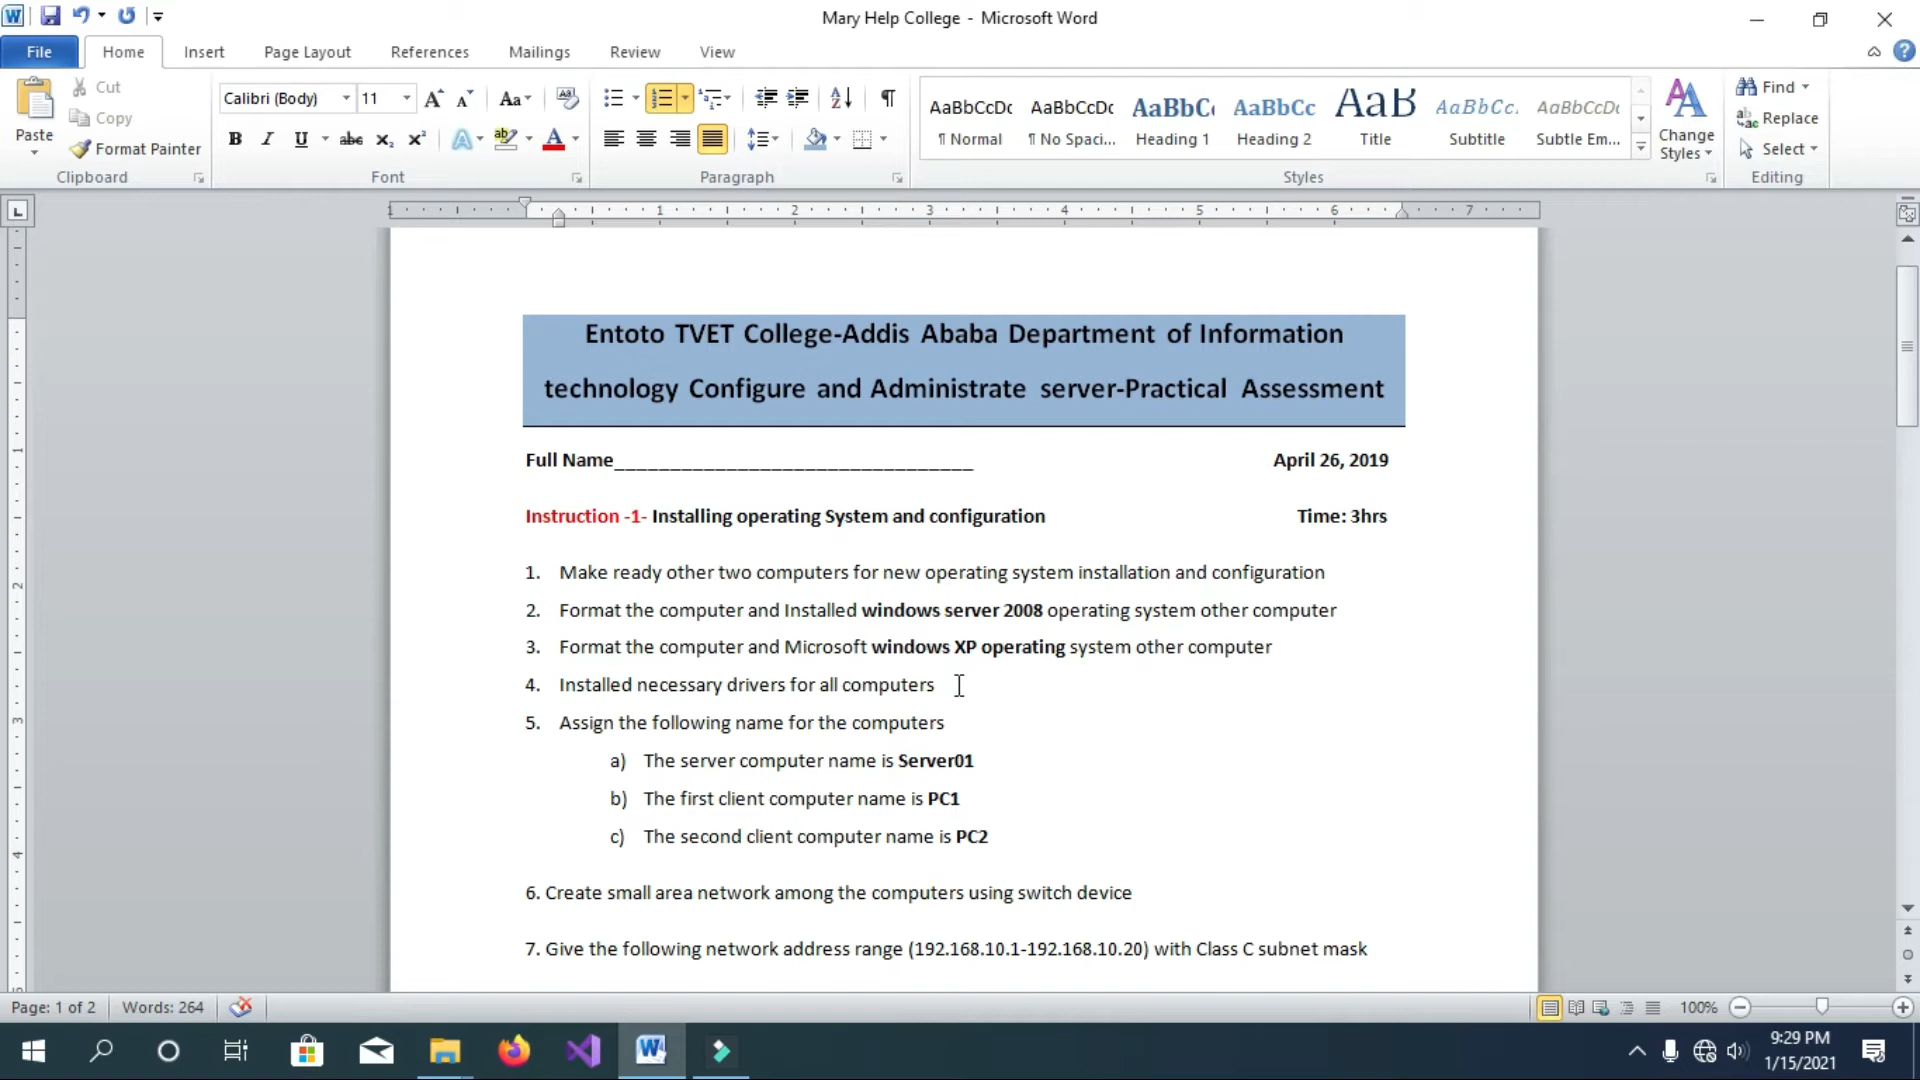 Mary Help College - Microsoft Word
File Home Insert Page Layout References Mailings Review View
Paste
Cut
Copy
Format Painter
Clipboard
Calibri (Body) 11
Font
Paragraph
AaBbCcDc AaBbCcDc AaBbC AaBbCc AaB AaBbCc. AaBbCcDc
¶ Normal ¶ No Spaci... Heading 1 Heading 2 Title Subtitle Subtle Em...
Styles
Change Styles
Find
Replace
Select
Editing
1 1 2 3 4 5 6 7
Entoto TVET College-Addis Ababa Department of Information
technology Configure and Administrate server-Practical Assessment
Full Name________________________________ April 26, 2019
Instruction -1- Installing operating System and configuration Time: 3hrs
1. Make ready other two computers for new operating system installation and configuration
2. Format the computer and Installed windows server 2008 operating system other computer
3. Format the computer and Microsoft windows XP operating system other computer
4. Installed necessary drivers for all computers
5. Assign the following name for the computers
a) The server computer name is Server01
b) The first client computer name is PC1
c) The second client computer name is PC2
6. Create small area network among the computers using switch device
7. Give the following network address range (192.168.10.1-192.168.10.20) with Class C subnet mask
Page: 1 of 2 Words: 264 100%
9:29 PM
1/15/2021